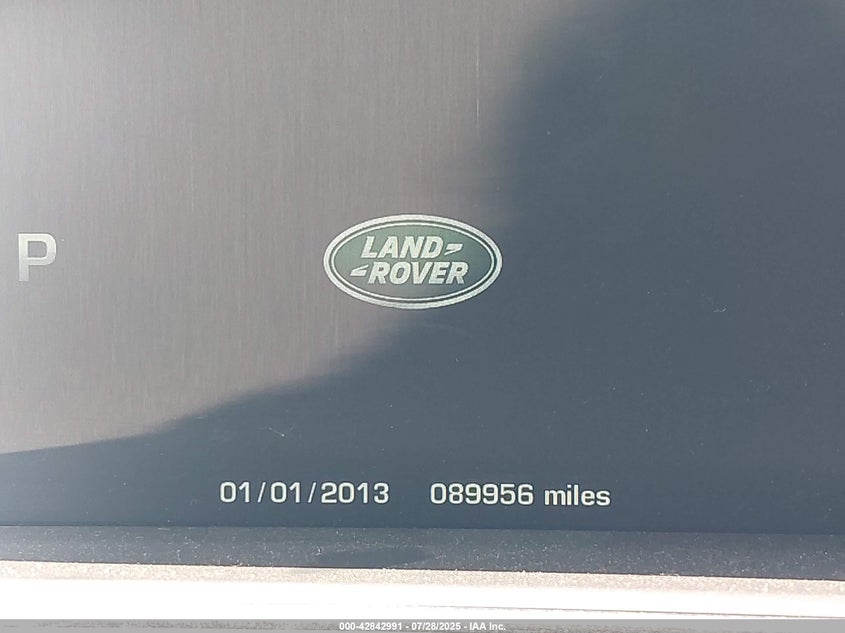 P
LAND
ROVER
01/01/2013 089956 miles
000-42842991 - 07/28/2025 - IAA Inc.